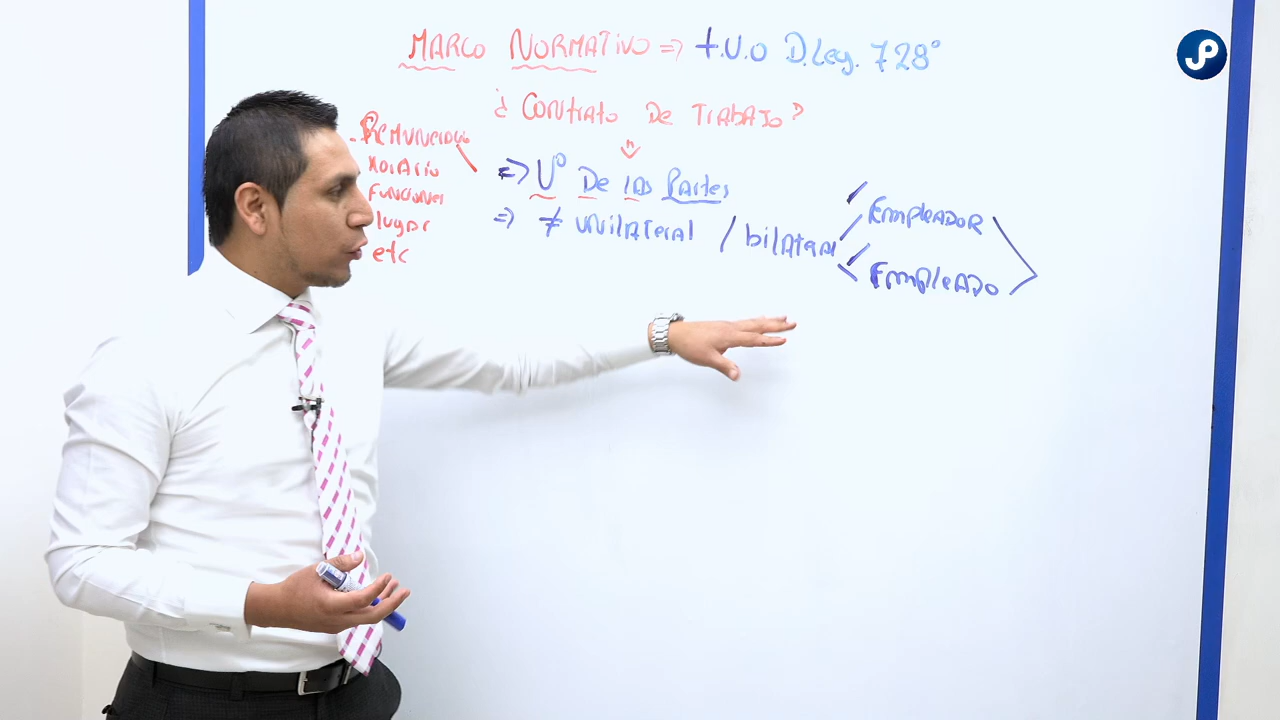 MARCO NORMATIVO => T.U.O D.Leg. 728°
¿ Contrato De Trabajo?
- Remuneración
Horario
Funciones
lugar
etc
=> V° De las Partes
=> ≠ unilateral / bilateral
Empleador
Empleado
JP